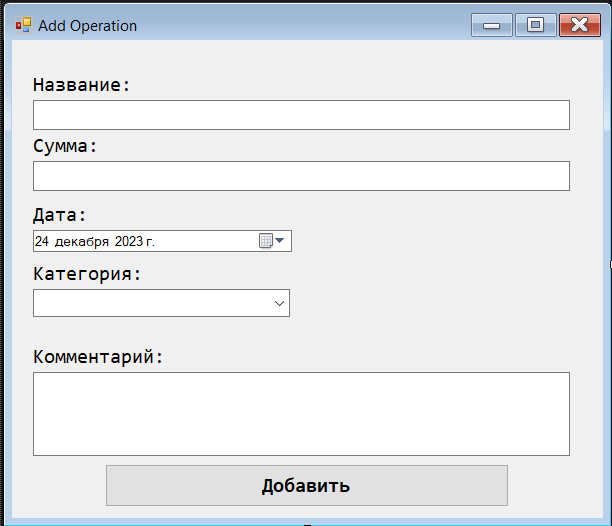 Add Operation
Название:
Сумма:
Дата:
24 декабря 2023 г.
Категория:
Комментарий:
Добавить